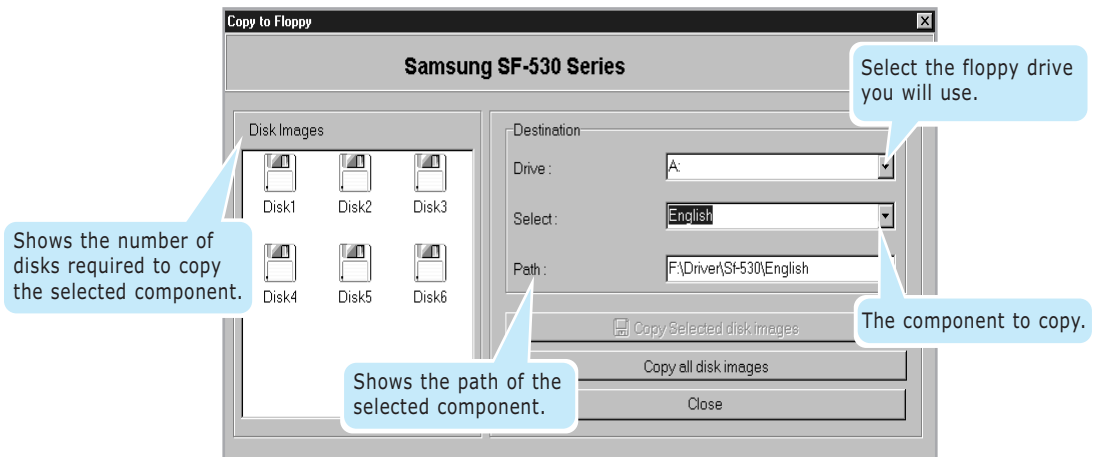 Copy to Floppy
Samsung SF-530 Series
Select the floppy drive
you will use.
Disk Images
Disk1
Disk2
Disk3
Disk4
Disk5
Disk6
Shows the number of
disks required to copy
the selected component.
Destination
Drive :
A:
Select :
English
Path :
F:\Driver\Sf-530\English
The component to copy.
Copy Selected disk images
Shows the path of the
selected component.
Copy all disk images
Close